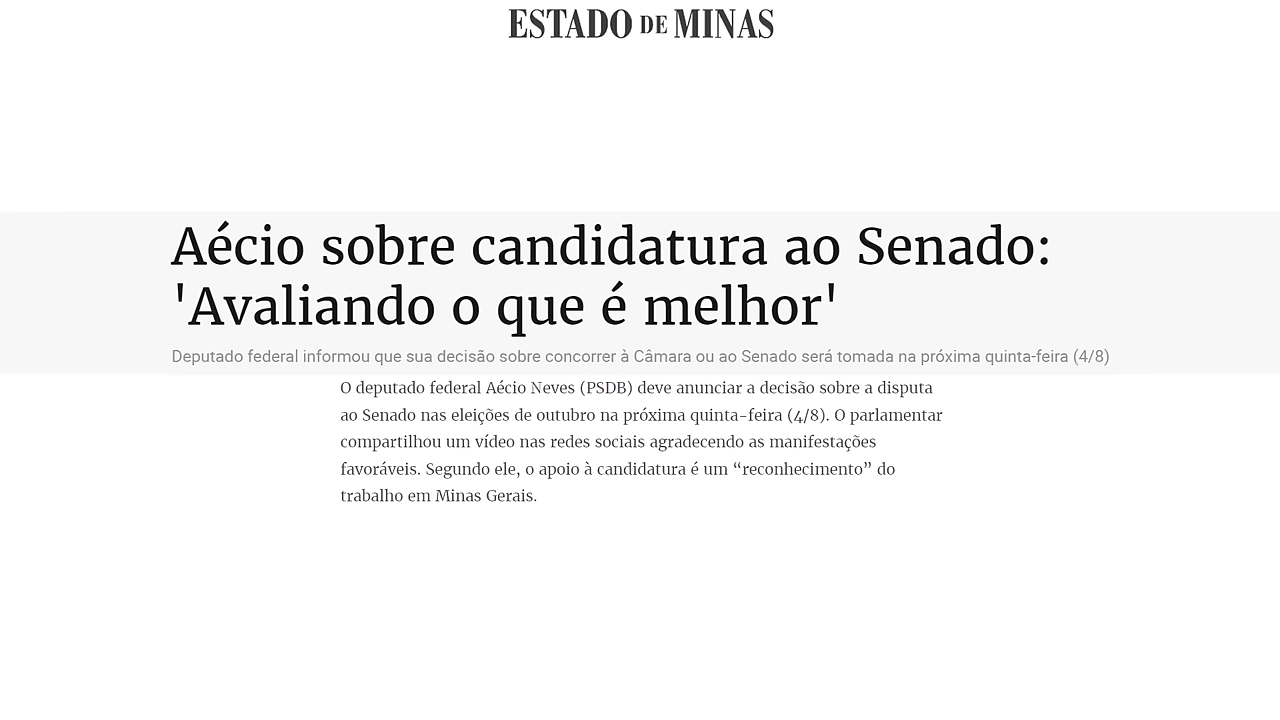 ESTADO DE MINAS
Aécio sobre candidatura ao Senado:
'Avaliando o que é melhor'
Deputado federal informou que sua decisão sobre concorrer à Câmara ou ao Senado será tomada na próxima quinta-feira (4/8)
O deputado federal Aécio Neves (PSDB) deve anunciar a decisão sobre a disputa
ao Senado nas eleições de outubro na próxima quinta-feira (4/8). O parlamentar
compartilhou um vídeo nas redes sociais agradecendo as manifestações
favoráveis. Segundo ele, o apoio à candidatura é um “reconhecimento” do
trabalho em Minas Gerais.